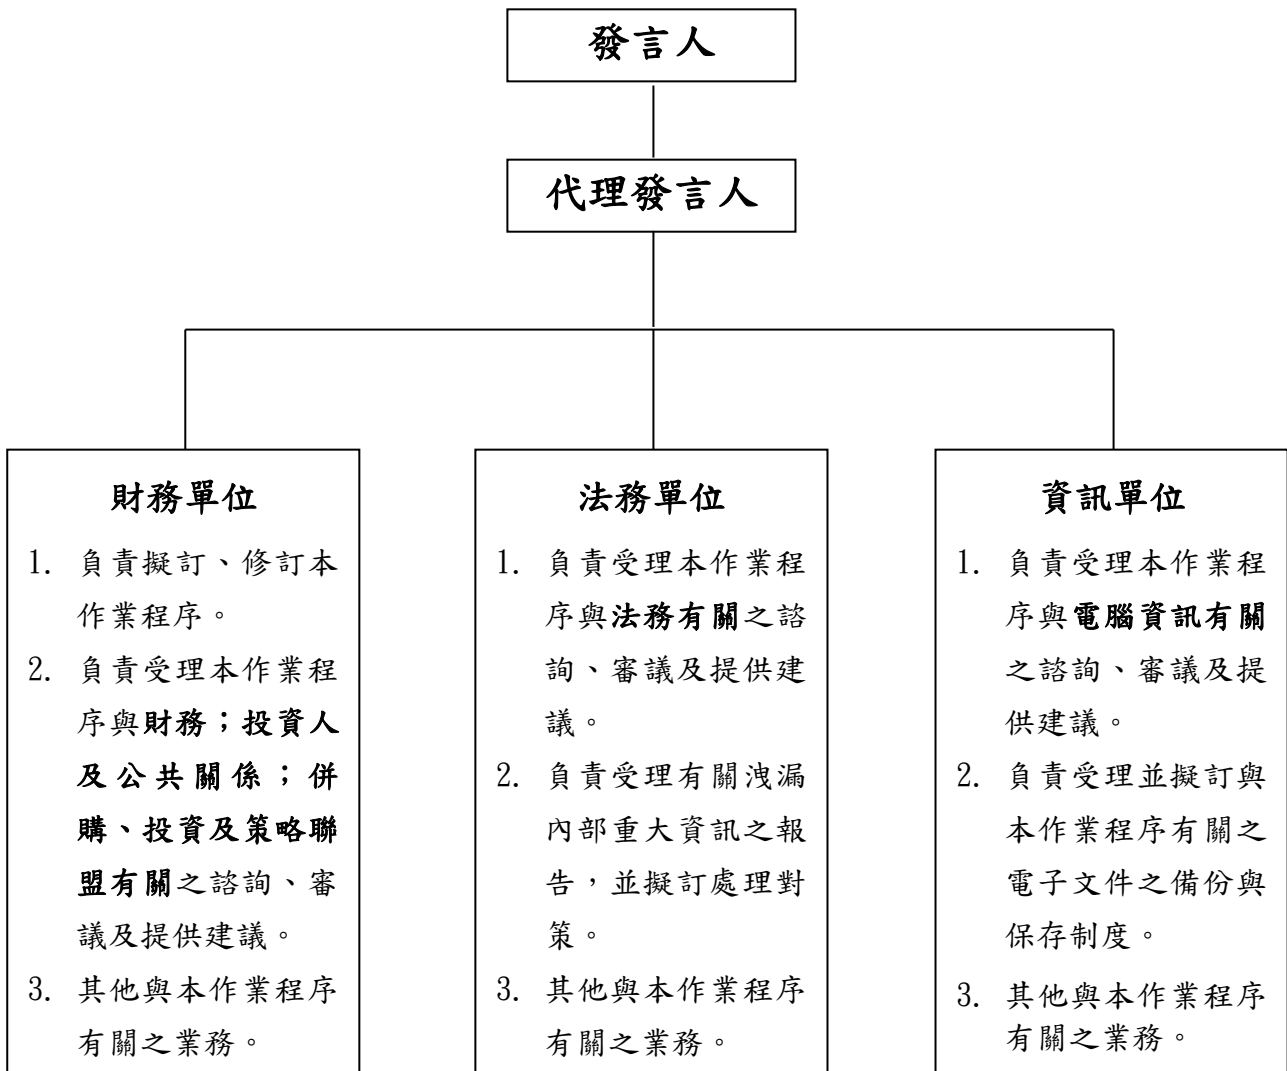 發言人
代理發言人
財務單位
1. 負責擬訂、修訂本
作業程序。
2. 負責受理本作業程
序與財務；投資人
及公共關係；併
購、投資及策略聯
盟有關之諮詢、審
議及提供建議。
3. 其他與本作業程序
有關之業務。
法務單位
1. 負責受理本作業程
序與法務有關之諮
詢、審議及提供建
議。
2. 負責受理有關洩漏
內部重大資訊之報
告，並擬訂處理對
策。
3. 其他與本作業程序
有關之業務。
資訊單位
1. 負責受理本作業程
序與電腦資訊有關
之諮詢、審議及提
供建議。
2. 負責受理並擬訂與
本作業程序有關之
電子文件之備份與
保存制度。
3. 其他與本作業程序
有關之業務。